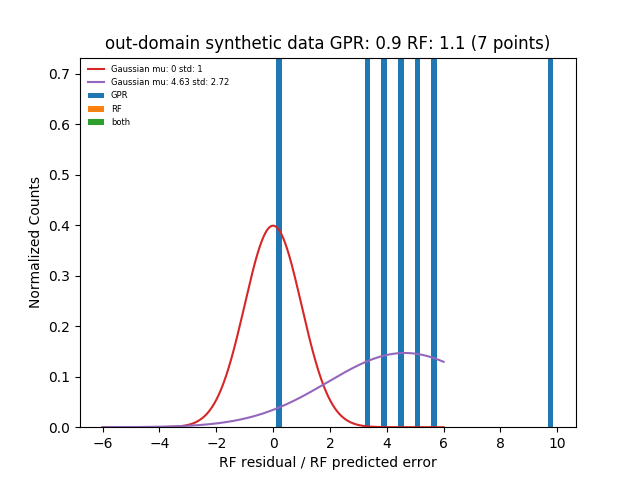 out-domain synthetic data GPR: 0.9 RF: 1.1 (7 points)
Gaussian mu: 0 std: 1
Gaussian mu: 4.63 std: 2.72
GPR
RF
both
Normalized Counts
0.7
0.6
0.5
0.4
0.3
0.2
0.1
0.0
−6 −4 −2 0 2 4 6 8 10
RF residual / RF predicted error